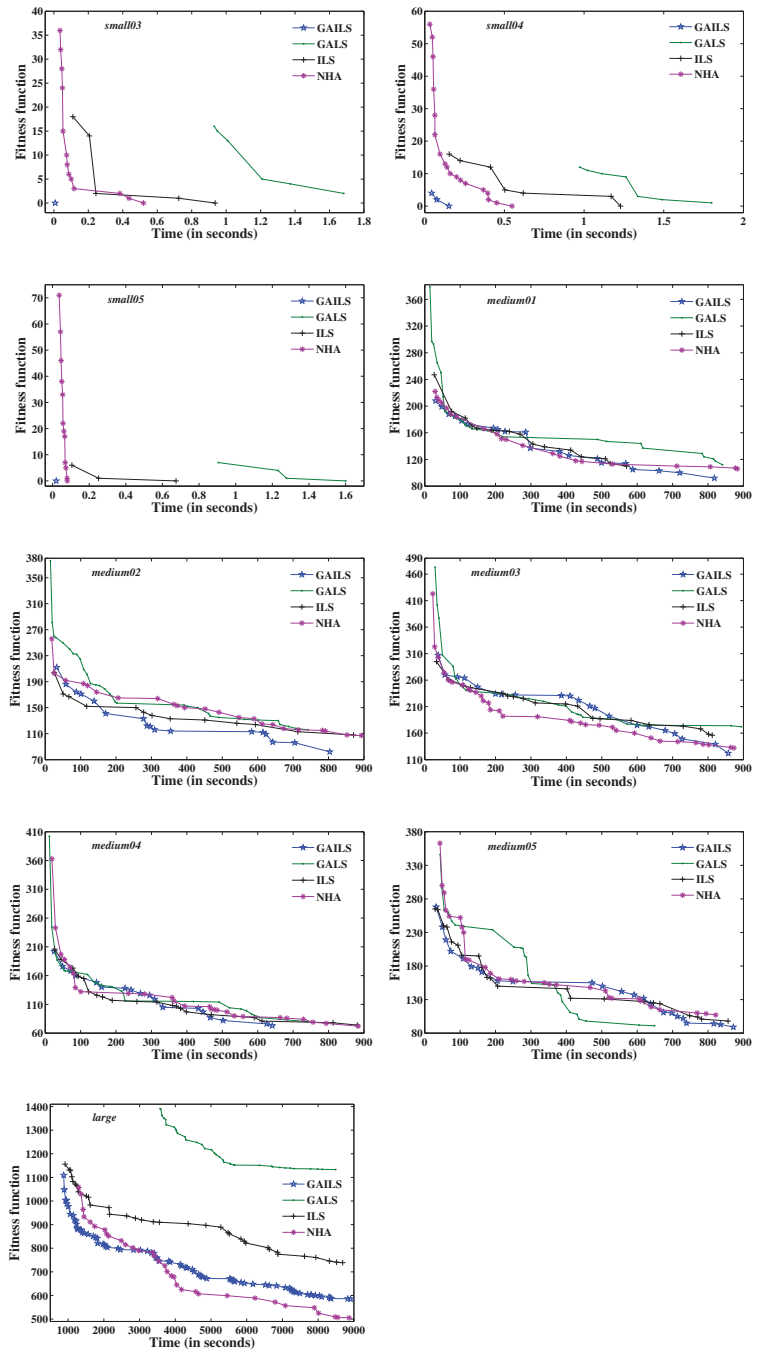 small03
GAILS
GALS
ILS
NHA
Fitness function
40
35
30
25
20
15
10
5
0
0 0.2 0.4 0.6 0.8 1 1.2 1.4 1.6 1.8
Time (in seconds)
small04
GAILS
GALS
ILS
NHA
Fitness function
60
50
40
30
20
10
0
0 0.5 1 1.5 2
Time (in seconds)
small05
GAILS
GALS
ILS
NHA
Fitness function
70
60
50
40
30
20
10
0
0 0.2 0.4 0.6 0.8 1 1.2 1.4 1.6
Time (in seconds)
medium01
GAILS
GALS
ILS
NHA
Fitness function
360
320
280
240
200
160
120
80
0 100 200 300 400 500 600 700 800 900
Time (in seconds)
medium02
GAILS
GALS
ILS
NHA
Fitness function
380
350
310
270
230
190
150
110
70
0 100 200 300 400 500 600 700 800 900
Time (in seconds)
medium03
GAILS
GALS
ILS
NHA
Fitness function
490
460
410
360
310
260
210
160
110
0 100 200 300 400 500 600 700 800 900
Time (in seconds)
medium04
GAILS
GALS
ILS
NHA
Fitness function
410
360
310
260
210
160
110
60
0 100 200 300 400 500 600 700 800 900
Time (in seconds)
medium05
GAILS
GALS
ILS
NHA
Fitness function
380
330
280
230
180
130
80
0 100 200 300 400 500 600 700 800 900
Time (in seconds)
large
GAILS
GALS
ILS
NHA
Fitness function
1400
1300
1200
1100
1000
900
800
700
600
500
1000 2000 3000 4000 5000 6000 7000 8000 9000
Time (in seconds)